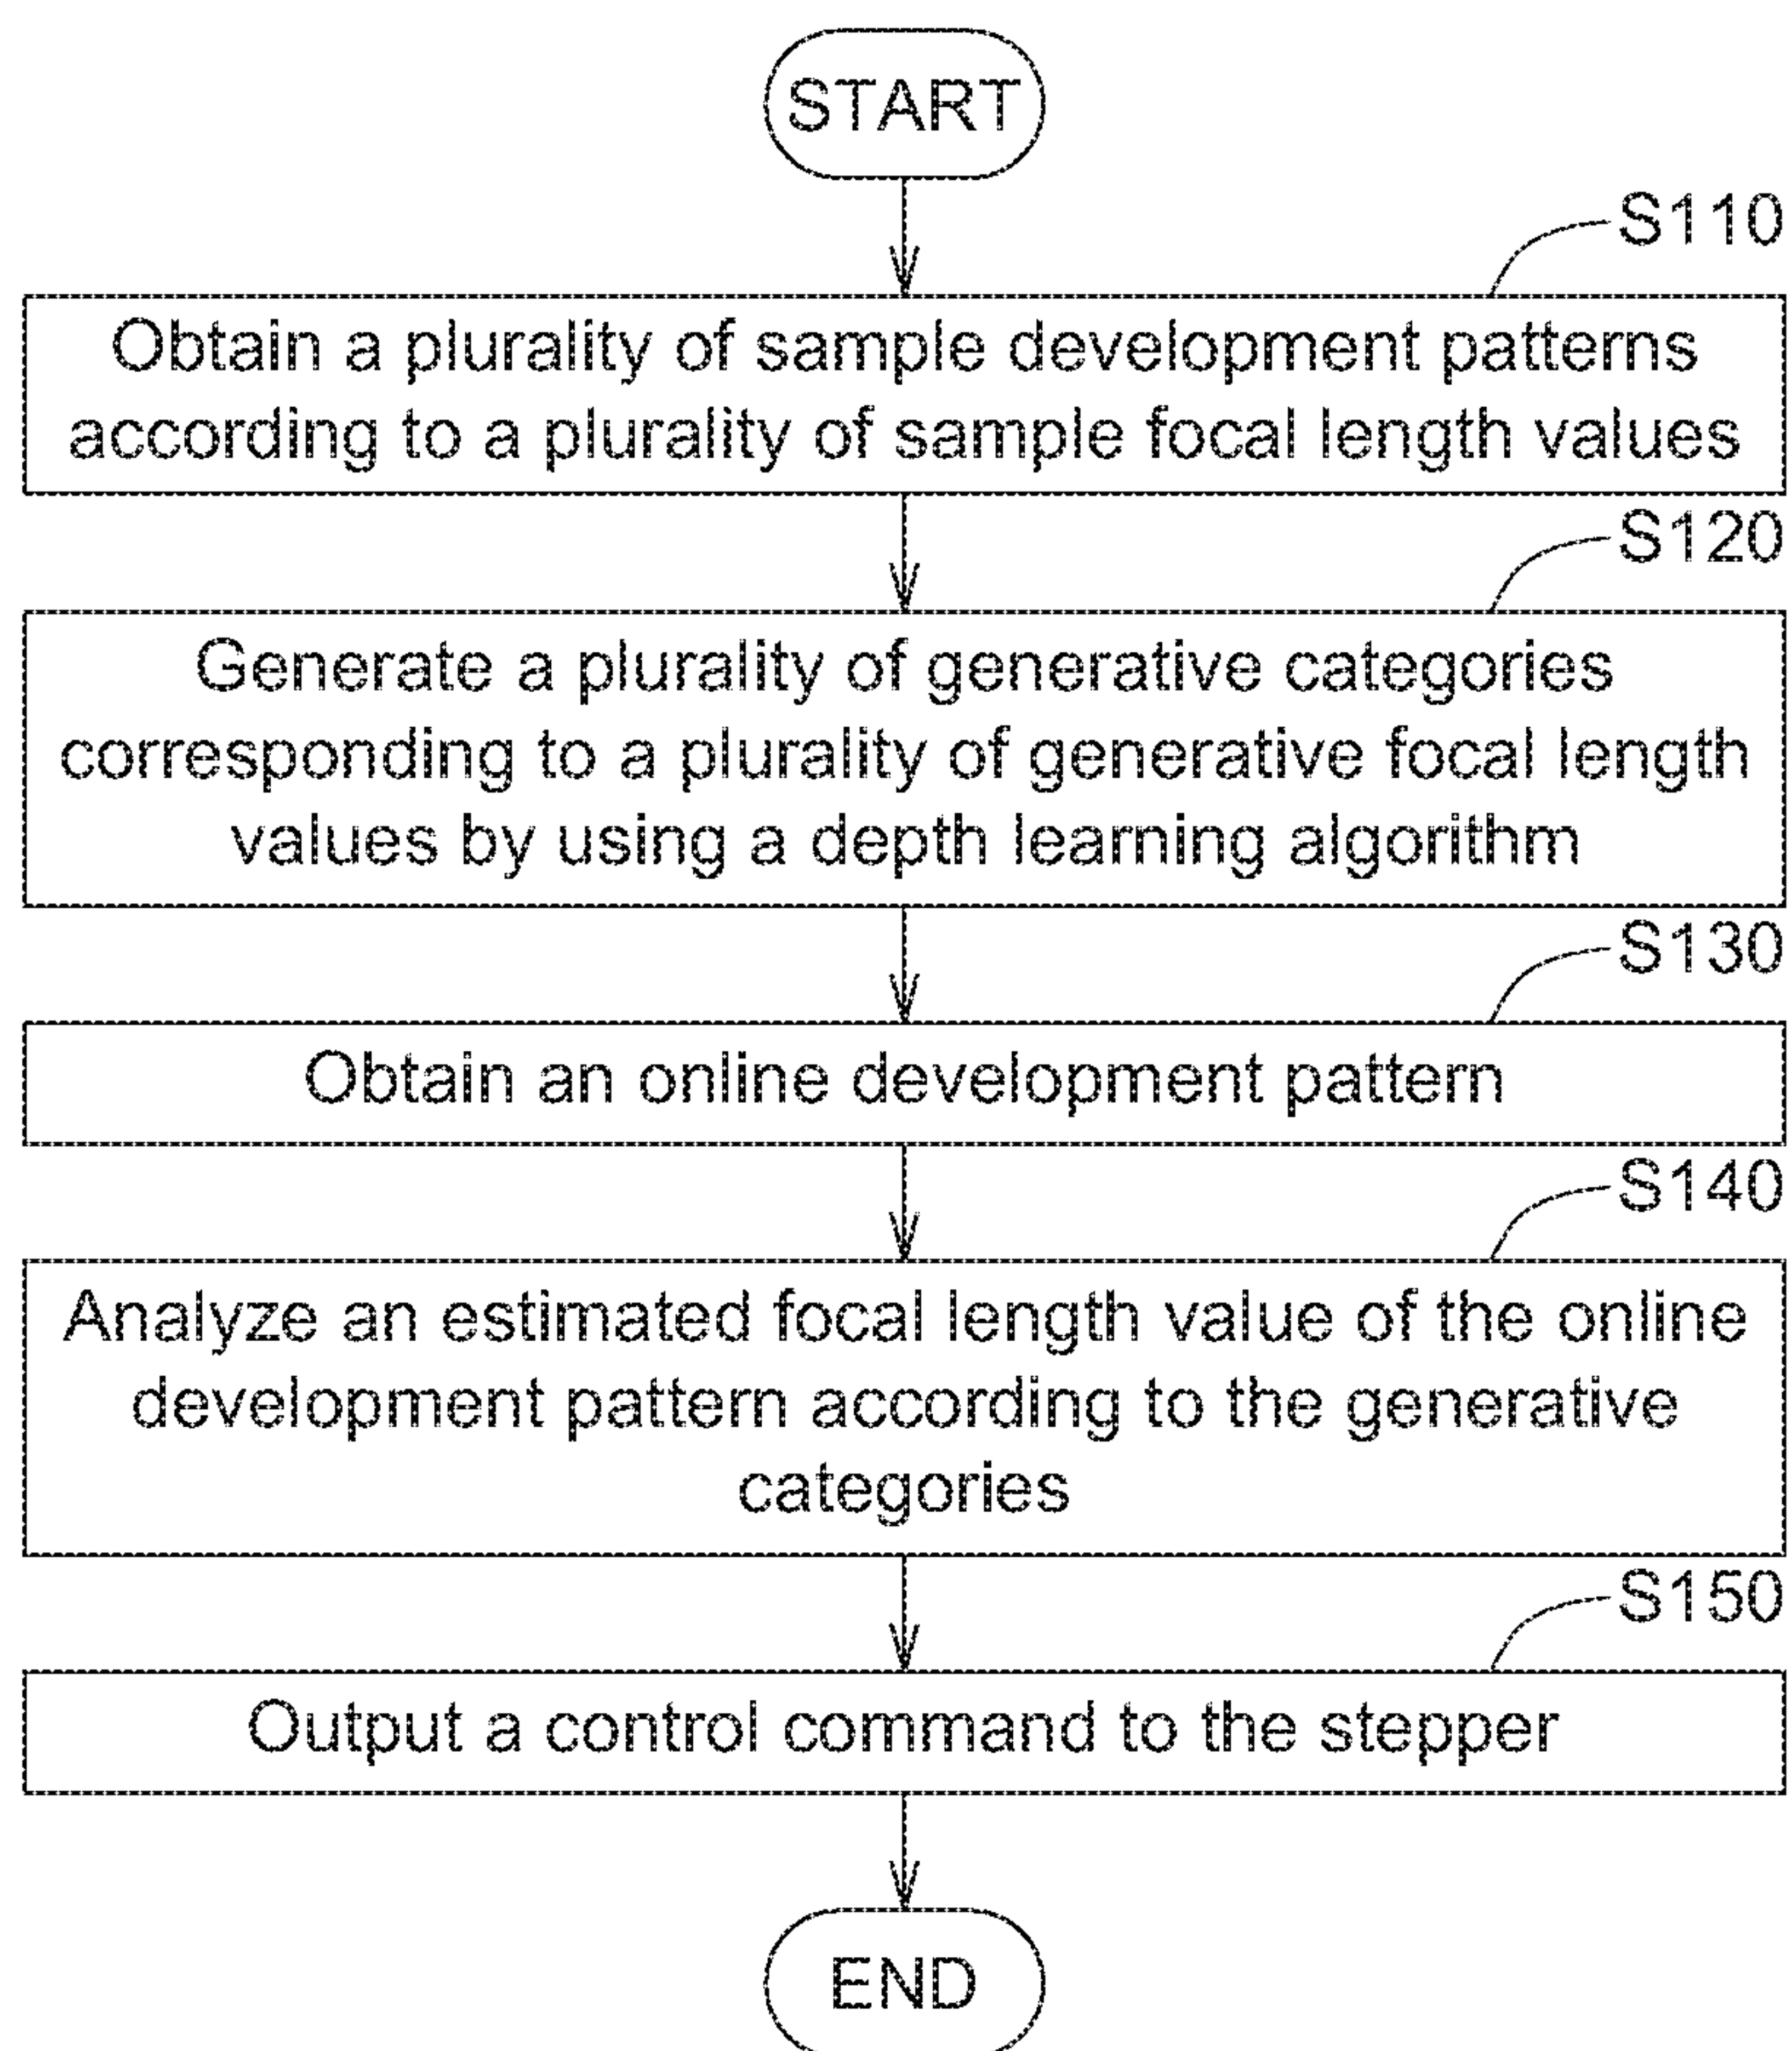 START
S110
Obtain a plurality of sample development patterns
according to a plurality of sample focal length values
S120
Generate a plurality of generative categories
corresponding to a plurality of generative focal length
values by using a depth learning algorithm
S130
Obtain an online development pattern
S140
Analyze an estimated focal length value of the online
development pattern according to the generative
categories
S150
Output a control command to the stepper
END